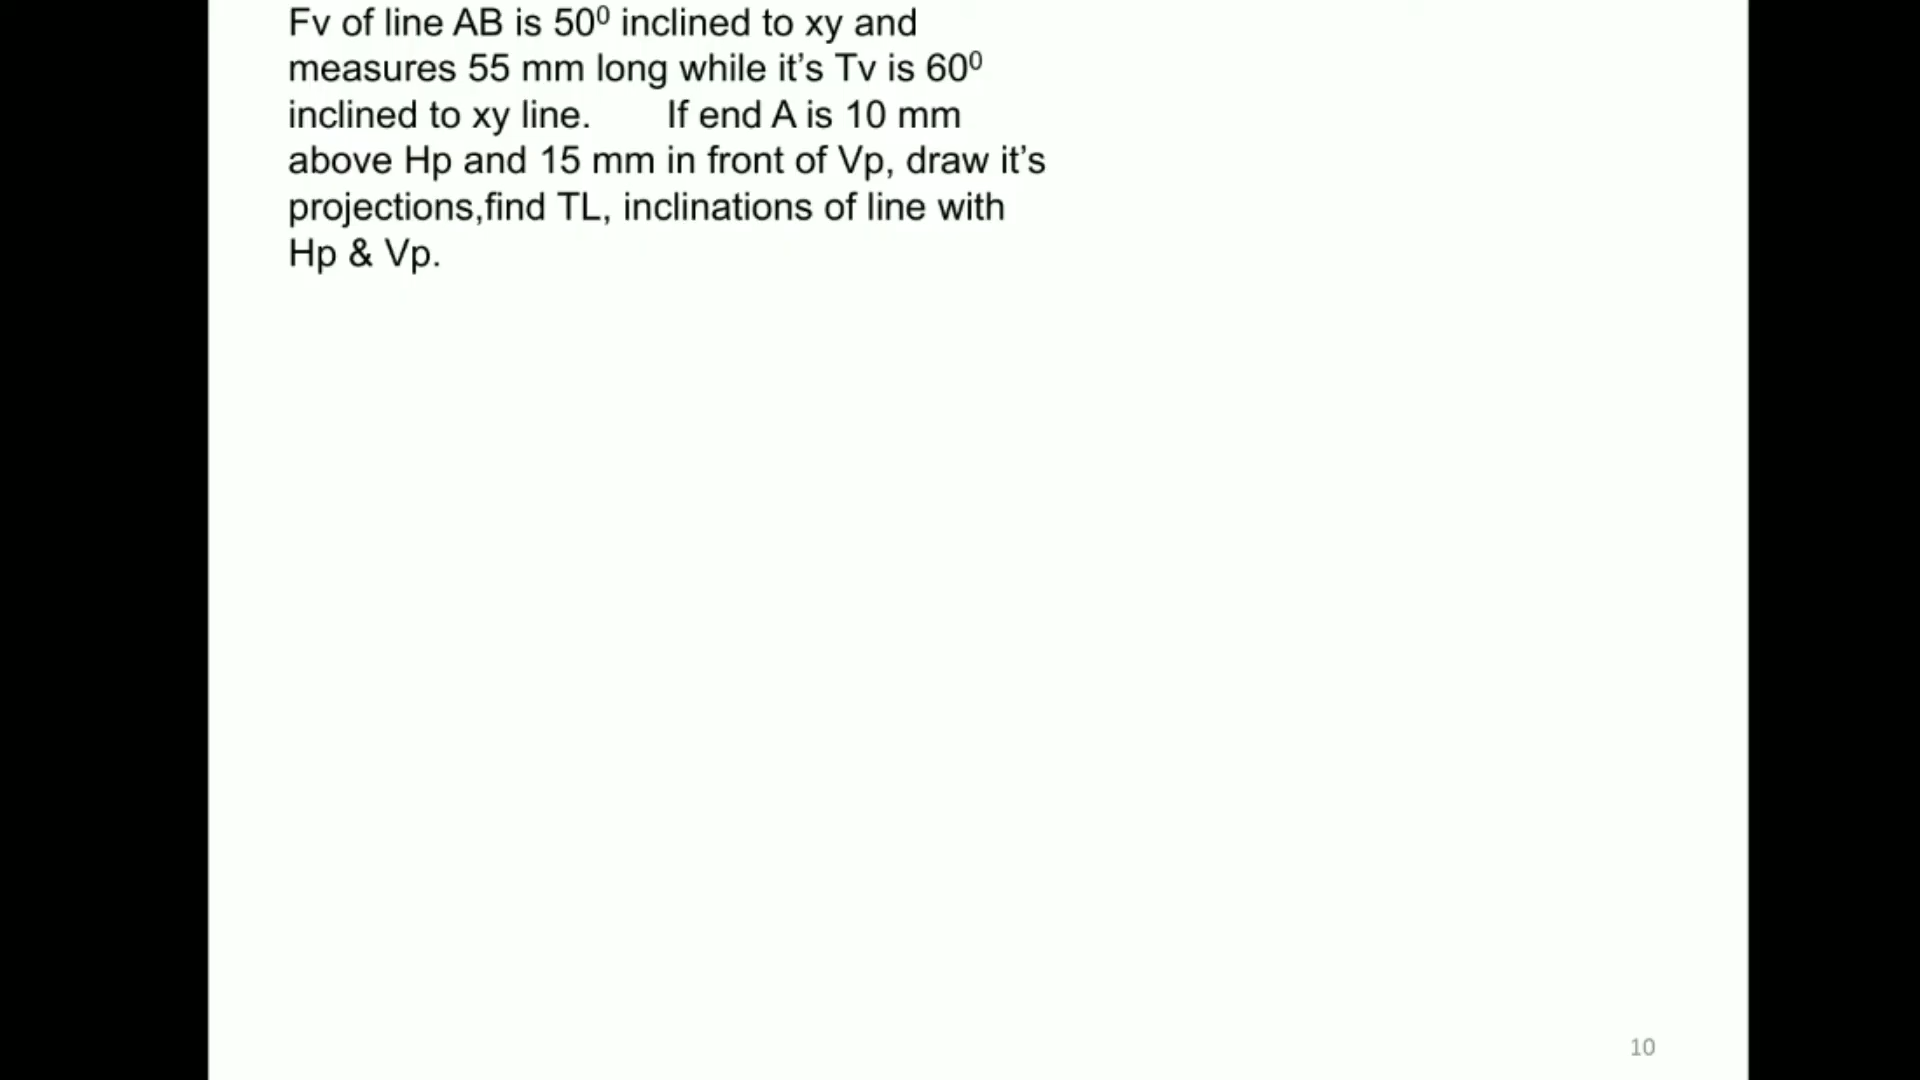 Fv of line AB is 50⁰ inclined to xy and
measures 55 mm long while it’s Tv is 60⁰
inclined to xy line. If end A is 10 mm
above Hp and 15 mm in front of Vp, draw it’s
projections,find TL, inclinations of line with
Hp & Vp.
10